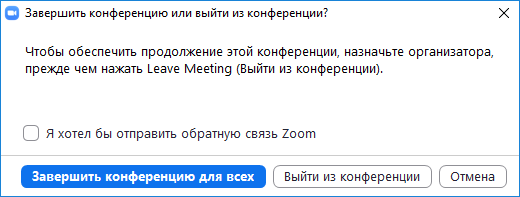 Завершить конференцию или выйти из конференции?
Чтобы обеспечить продолжение этой конференции, назначьте организатора,
прежде чем нажать Leave Meeting (Выйти из конференции).
Я хотел бы отправить обратную связь Zoom
Завершить конференцию для всех
Выйти из конференции
Отмена